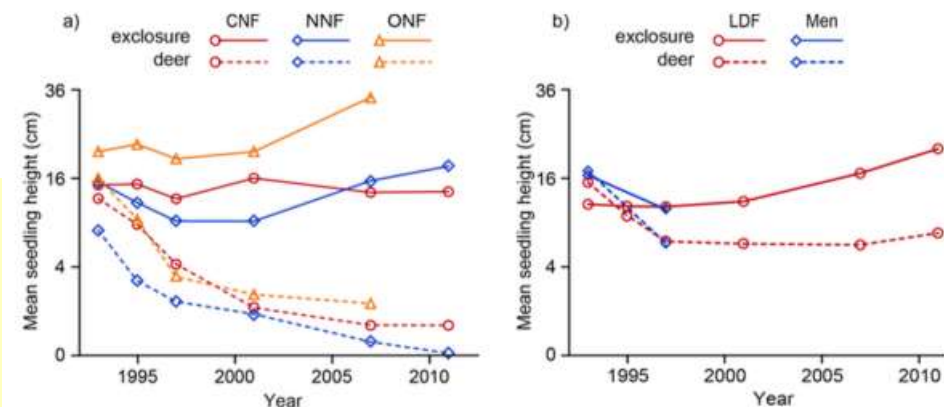 a) CNF NNF ONF
exclosure
deer
36
16
4
0
Mean seedling height (cm)
1995 2000 2005 2010
Year
b) LDF Men
exclosure
deer
36
16
4
0
Mean seedling height (cm)
1995 2000 2005 2010
Year